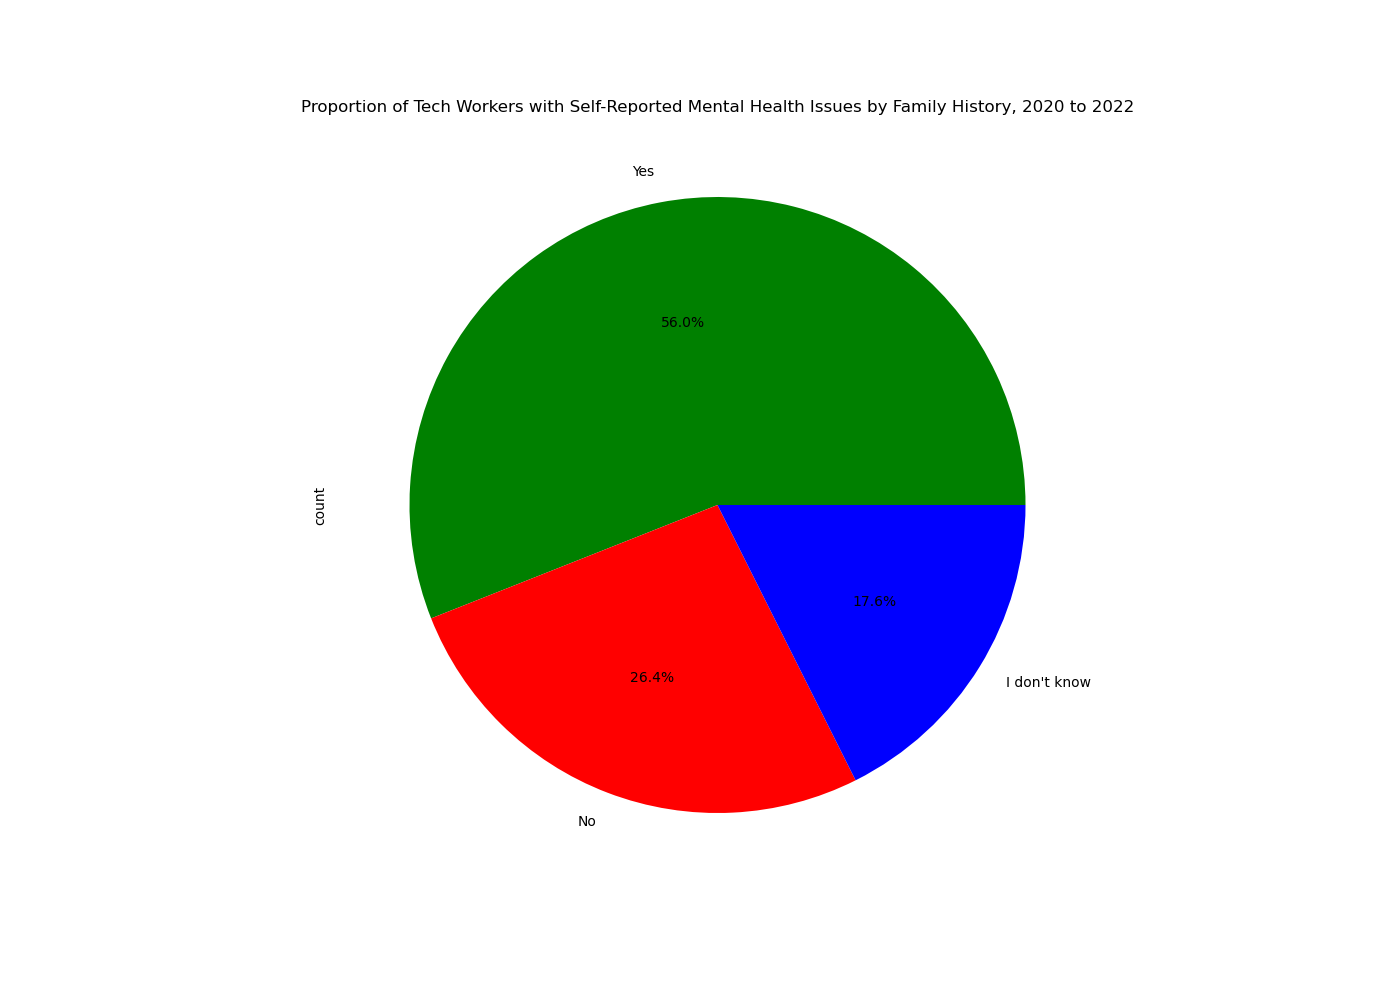 Proportion of Tech Workers with Self-Reported Mental Health Issues by Family History, 2020 to 2022
Yes
56.0%
count
17.6%
26.4%
I don't know
No